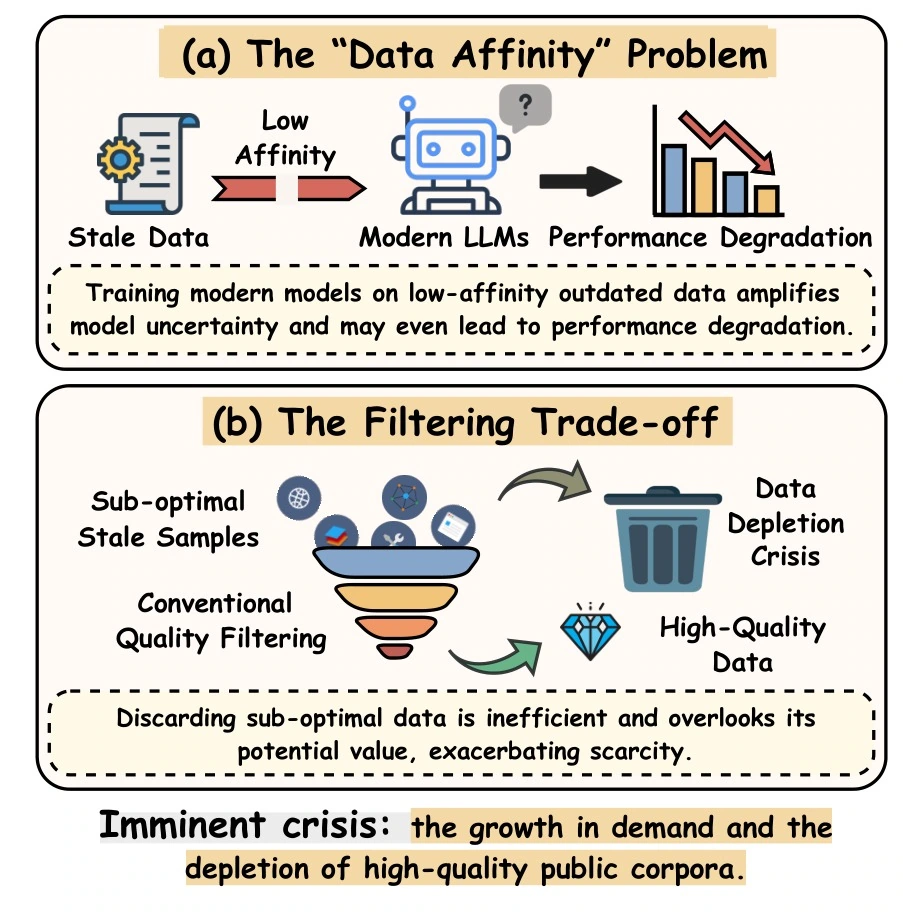 (a) The “Data Affinity” Problem
Low
Affinity
?
Stale Data
Modern LLMs
Performance Degradation
Training modern models on low-affinity outdated data amplifies
model uncertainty and may even lead to performance degradation.
(b) The Filtering Trade-off
Sub-optimal
Stale Samples
Data
Depletion
Crisis
Conventional
Quality Filtering
High-Quality
Data
Discarding sub-optimal data is inefficient and overlooks its
potential value, exacerbating scarcity.
Imminent crisis: the growth in demand and the
depletion of high-quality public corpora.